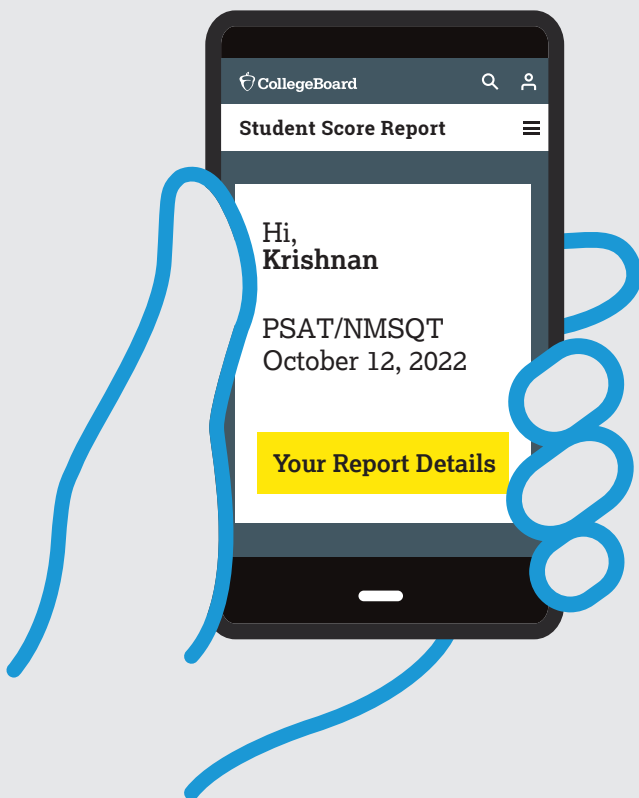 CollegeBoard
Student Score Report
Hi,
Krishnan
PSAT/NMSQT
October 12, 2022
Your Report Details